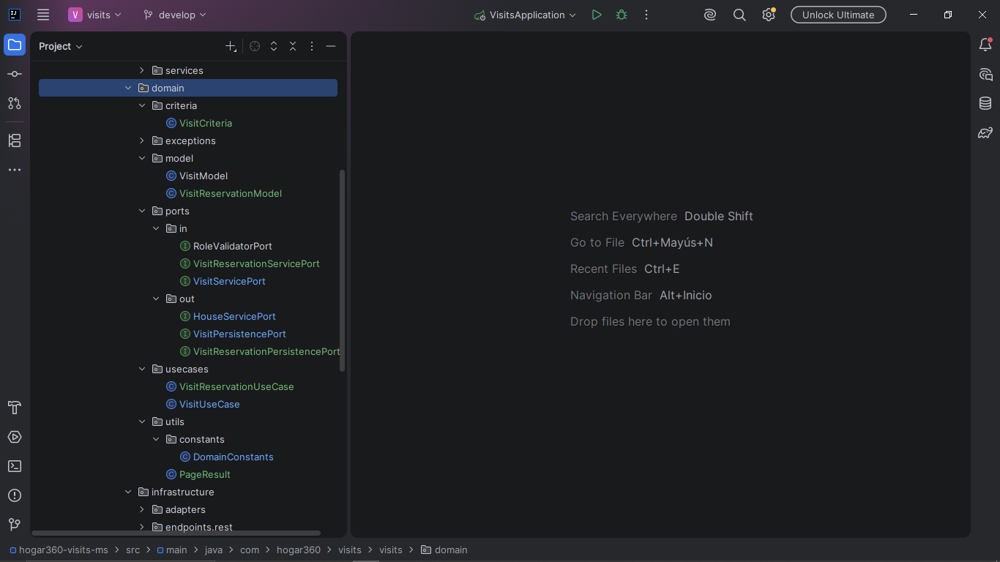 V visits develop VisitsApplication Unlock Ultimate
Project
services
domain
criteria
VisitCriteria
exceptions
model
VisitModel
VisitReservationModel
ports
in
RoleValidatorPort
VisitReservationServicePort
VisitServicePort
out
HouseServicePort
VisitPersistencePort
VisitReservationPersistencePort
usecases
VisitReservationUseCase
VisitUseCase
utils
constants
DomainConstants
PageResult
infrastructure
adapters
endpoints.rest
Search Everywhere Double Shift
Go to File Ctrl+Mayús+N
Recent Files Ctrl+E
Navigation Bar Alt+Inicio
Drop files here to open them
hogar360-visits-ms > src > main > java > com > hogar360 > visits > visits > domain